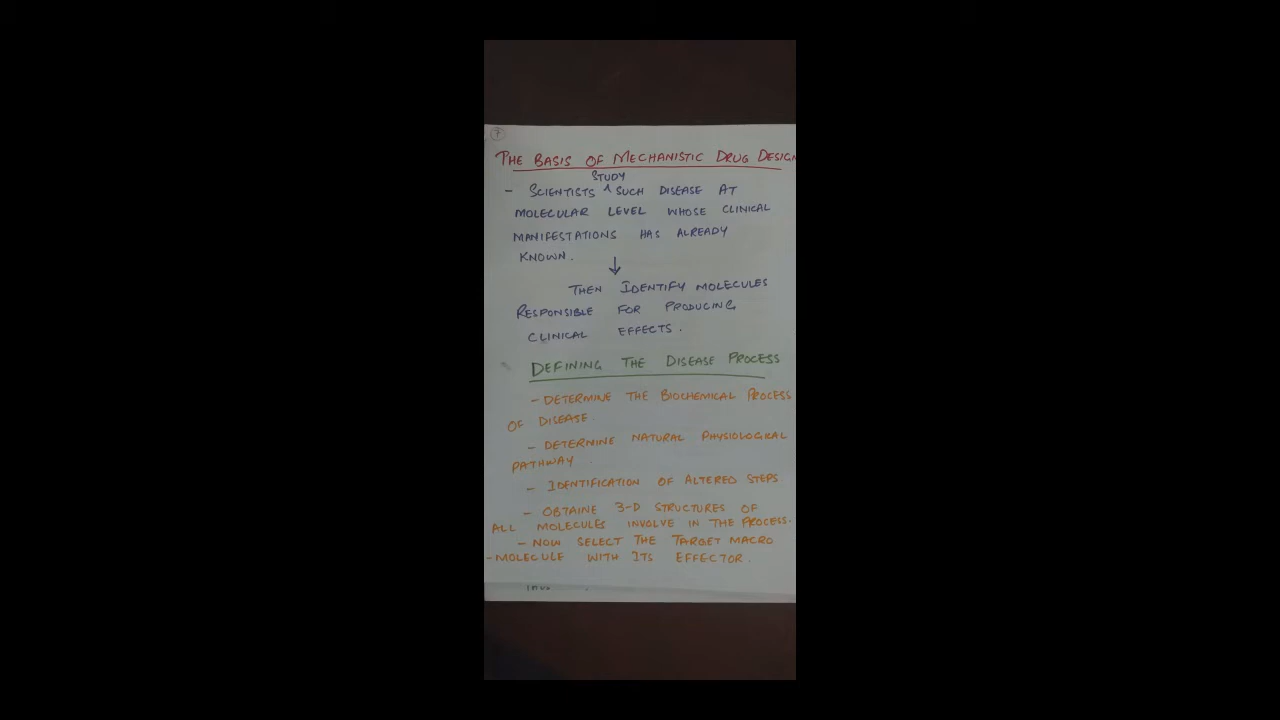 7
THE BASIS OF MECHANISTIC DRUG DESIGN
STUDY
- SCIENTISTS ^ SUCH DISEASE AT
MOLECULAR LEVEL WHOSE CLINICAL
MANIFESTATIONS HAS ALREADY
KNOWN.
↓
THEN IDENTIFY MOLECULES
RESPONSIBLE FOR PRODUCING
CLINICAL EFFECTS.
DEFINING THE DISEASE PROCESS
- DETERMINE THE BIOCHEMICAL PROCESS
OF DISEASE
- DETERMINE NATURAL PHYSIOLOGICAL
PATHWAY.
- IDENTIFICATION OF ALTERED STEPS
- OBTAINE 3-D STRUCTURES OF
ALL MOLECULES INVOLVE IN THE PROCESS.
- NOW SELECT THE TARGET MACRO
-MOLECULE WITH ITS EFFECTOR.